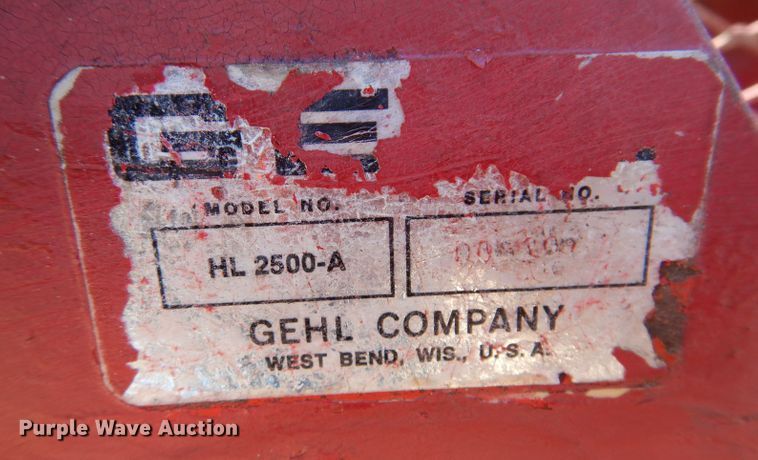 MODEL NO. SERIAL NO.
HL 2500-A
GEHL COMPANY
WEST BEND, WIS., U.S.A.
Purple Wave Auction